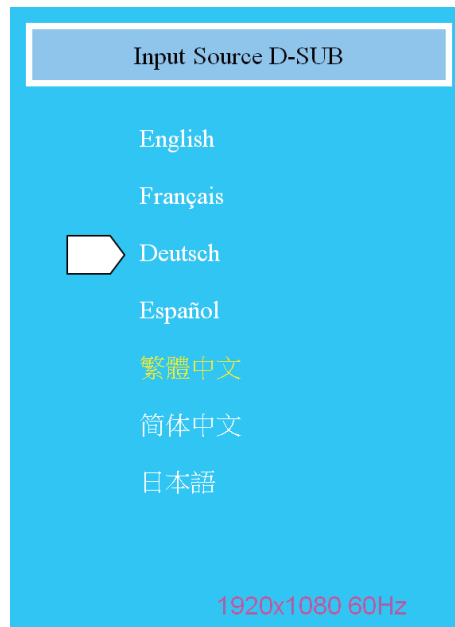 Input Source D-SUB
English
Français
Deutsch
Español
繁體中文
简体中文
日本語
1920x1080 60Hz